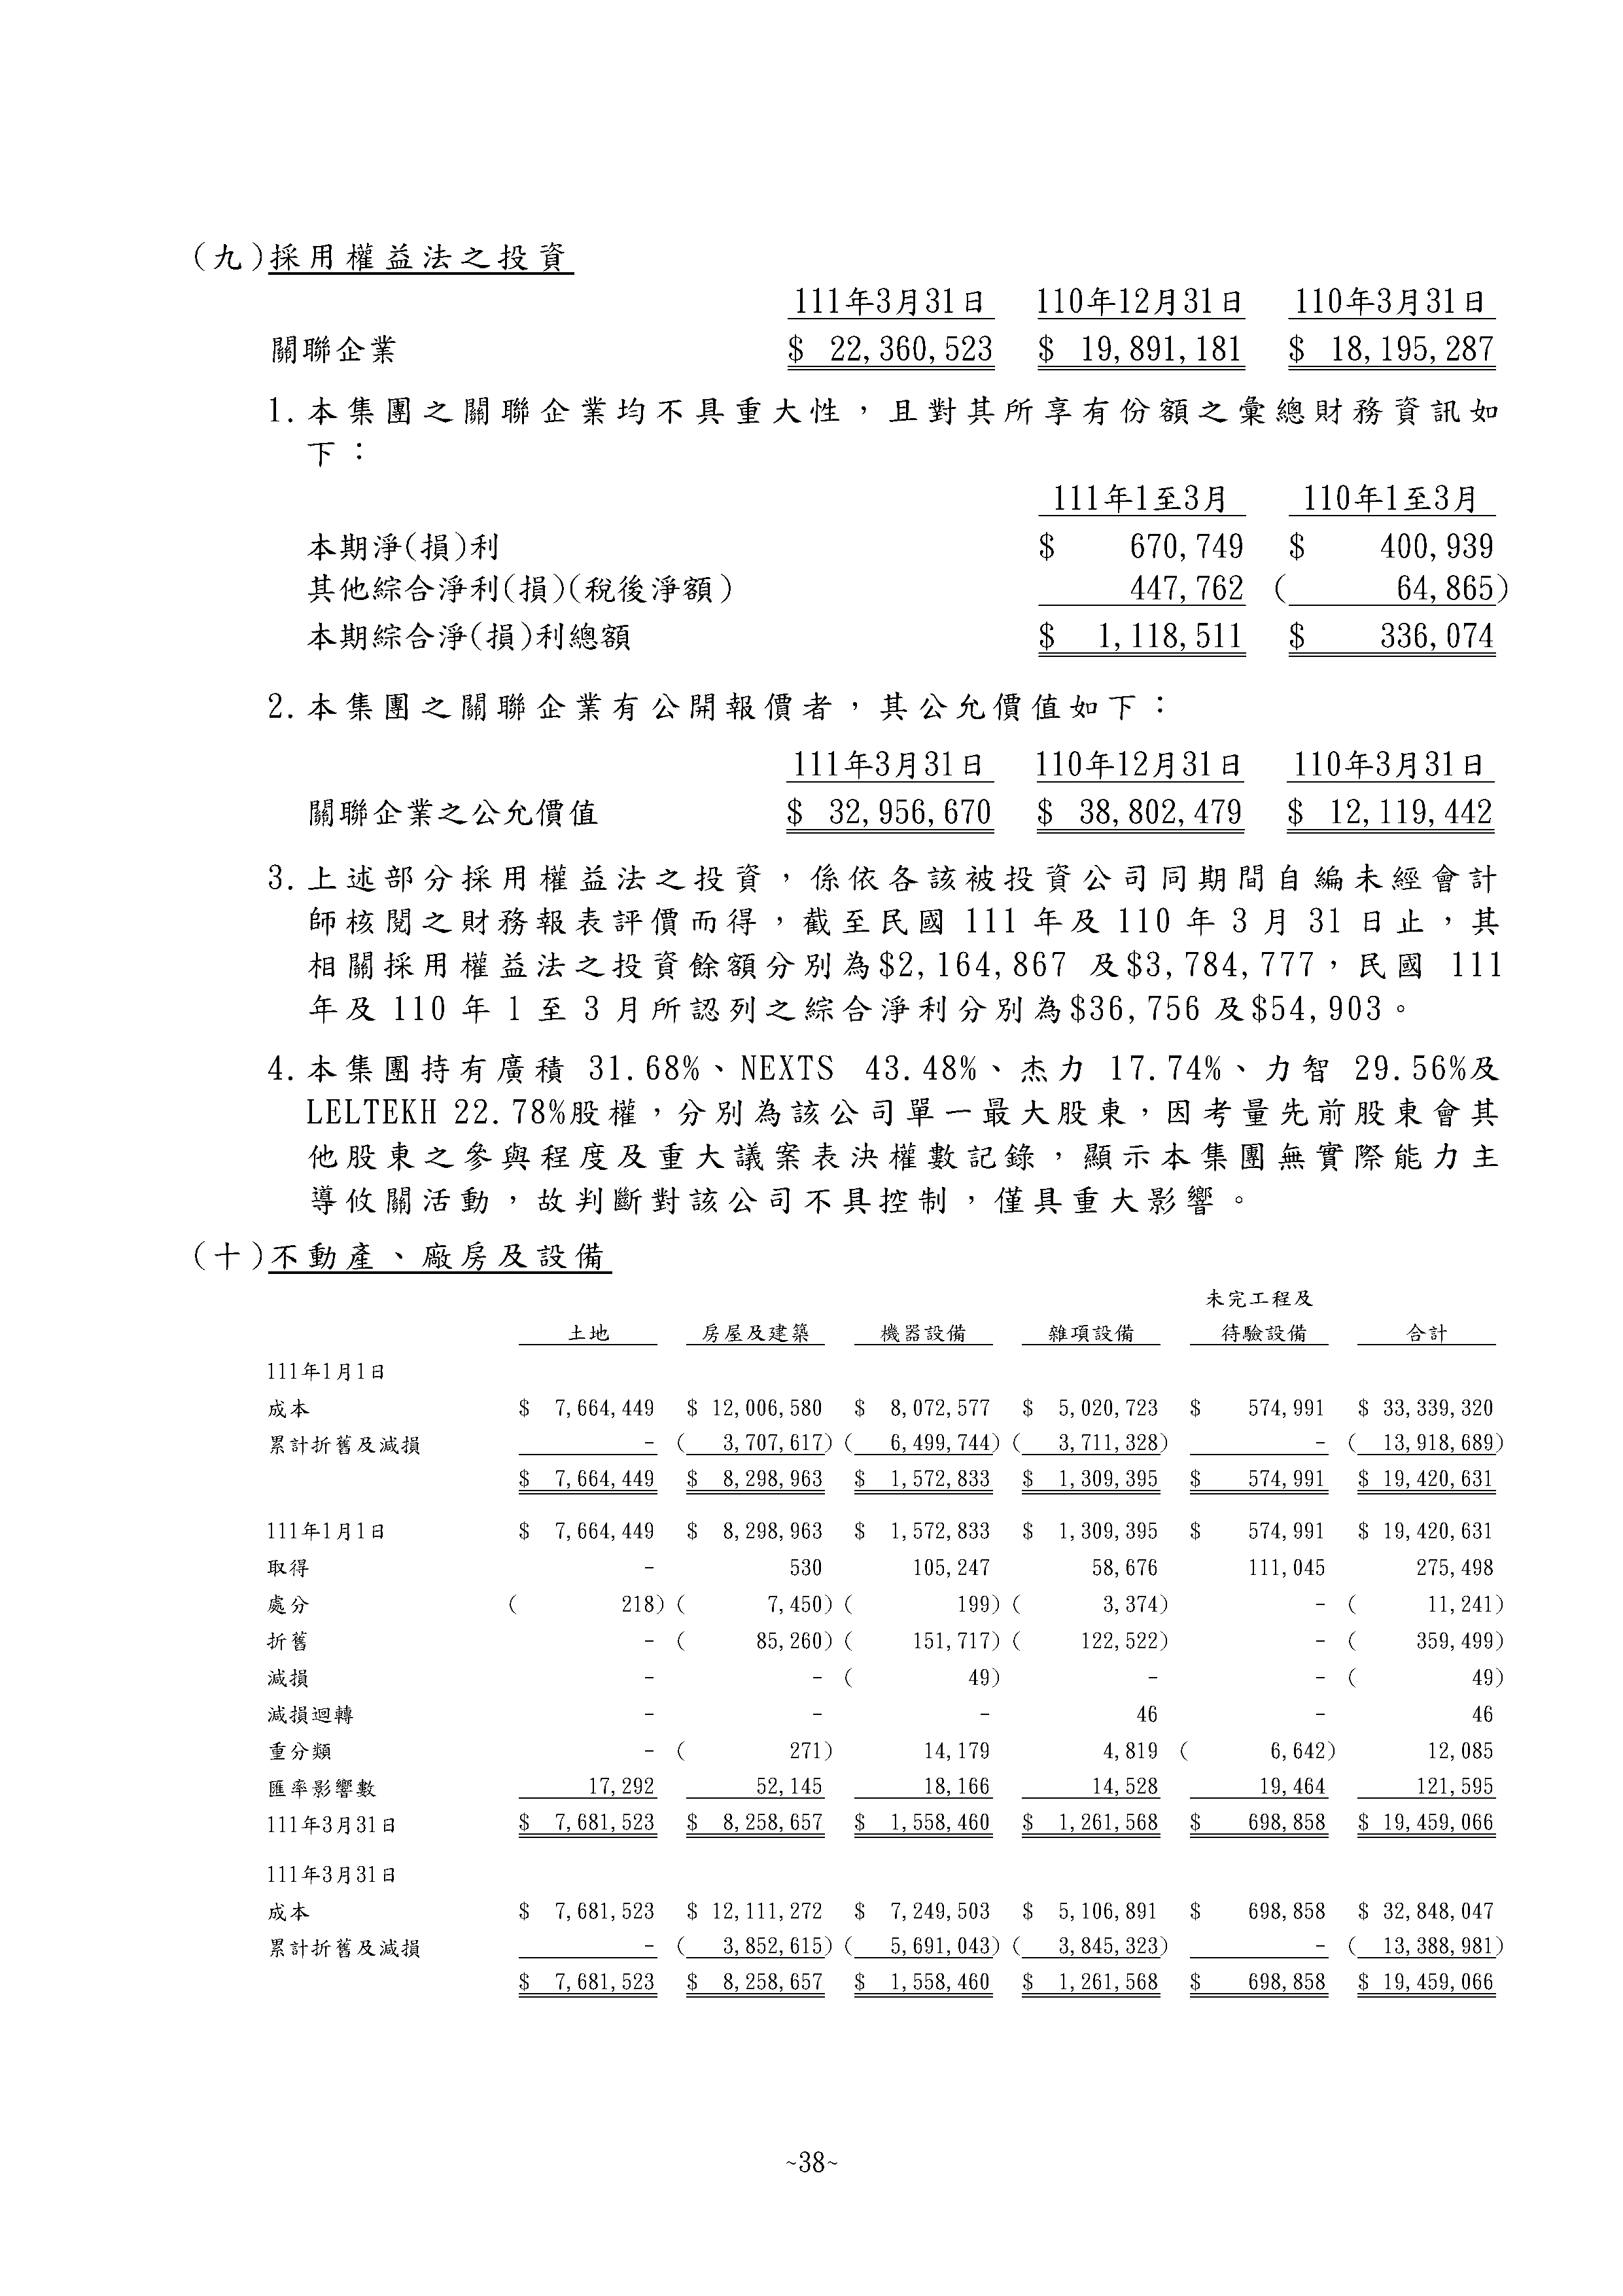 (九)採用權益法之投資
111年3月31日 110年12月31日 110年3月31日
關聯企業 $ 22,360,523 $ 19,891,181 $ 18,195,287
1.本集團之關聯企業均不具重大性，且對其所享有份額之彙總財務資訊如
下：
111年1至3月 110年1至3月
本期淨(損)利 $ 670,749 $ 400,939
其他綜合淨利(損)(稅後淨額) 447,762 ( 64,865)
本期綜合淨(損)利總額 $ 1,118,511 $ 336,074
2.本集團之關聯企業有公開報價者，其公允價值如下：
111年3月31日 110年12月31日 110年3月31日
關聯企業之公允價值 $ 32,956,670 $ 38,802,479 $ 12,119,442
3.上述部分採用權益法之投資，係依各該被投資公司同期間自編未經會計
師核閱之財務報表評價而得，截至民國 111 年及 110 年 3 月 31 日止，其
相關採用權益法之投資餘額分別為$2,164,867 及$3,784,777，民國 111
年及 110 年 1 至 3 月所認列之綜合淨利分別為$36,756 及$54,903。
4.本集團持有廣積 31.68%、NEXTS 43.48%、杰力 17.74%、力智 29.56%及
LELTEKH 22.78%股權，分別為該公司單一最大股東，因考量先前股東會其
他股東之參與程度及重大議案表決權數記錄，顯示本集團無實際能力主
導攸關活動，故判斷對該公司不具控制，僅具重大影響。
(十)不動產、廠房及設備
未完工程及
土地 房屋及建築 機器設備 雜項設備 待驗設備 合計
111年1月1日
成本 $ 7,664,449 $ 12,006,580 $ 8,072,577 $ 5,020,723 $ 574,991 $ 33,339,320
累計折舊及減損 - ( 3,707,617) ( 6,499,744) ( 3,711,328) - ( 13,918,689)
$ 7,664,449 $ 8,298,963 $ 1,572,833 $ 1,309,395 $ 574,991 $ 19,420,631
111年1月1日 $ 7,664,449 $ 8,298,963 $ 1,572,833 $ 1,309,395 $ 574,991 $ 19,420,631
取得 - 530 105,247 58,676 111,045 275,498
處分 ( 218) ( 7,450) ( 199) ( 3,374) - ( 11,241)
折舊 - ( 85,260) ( 151,717) ( 122,522) - ( 359,499)
減損 - - ( 49) - - ( 49)
減損迴轉 - - - 46 - 46
重分類 - ( 271) 14,179 4,819 ( 6,642) 12,085
匯率影響數 17,292 52,145 18,166 14,528 19,464 121,595
111年3月31日 $ 7,681,523 $ 8,258,657 $ 1,558,460 $ 1,261,568 $ 698,858 $ 19,459,066
111年3月31日
成本 $ 7,681,523 $ 12,111,272 $ 7,249,503 $ 5,106,891 $ 698,858 $ 32,848,047
累計折舊及減損 - ( 3,852,615) ( 5,691,043) ( 3,845,323) - ( 13,388,981)
$ 7,681,523 $ 8,258,657 $ 1,558,460 $ 1,261,568 $ 698,858 $ 19,459,066
~38~